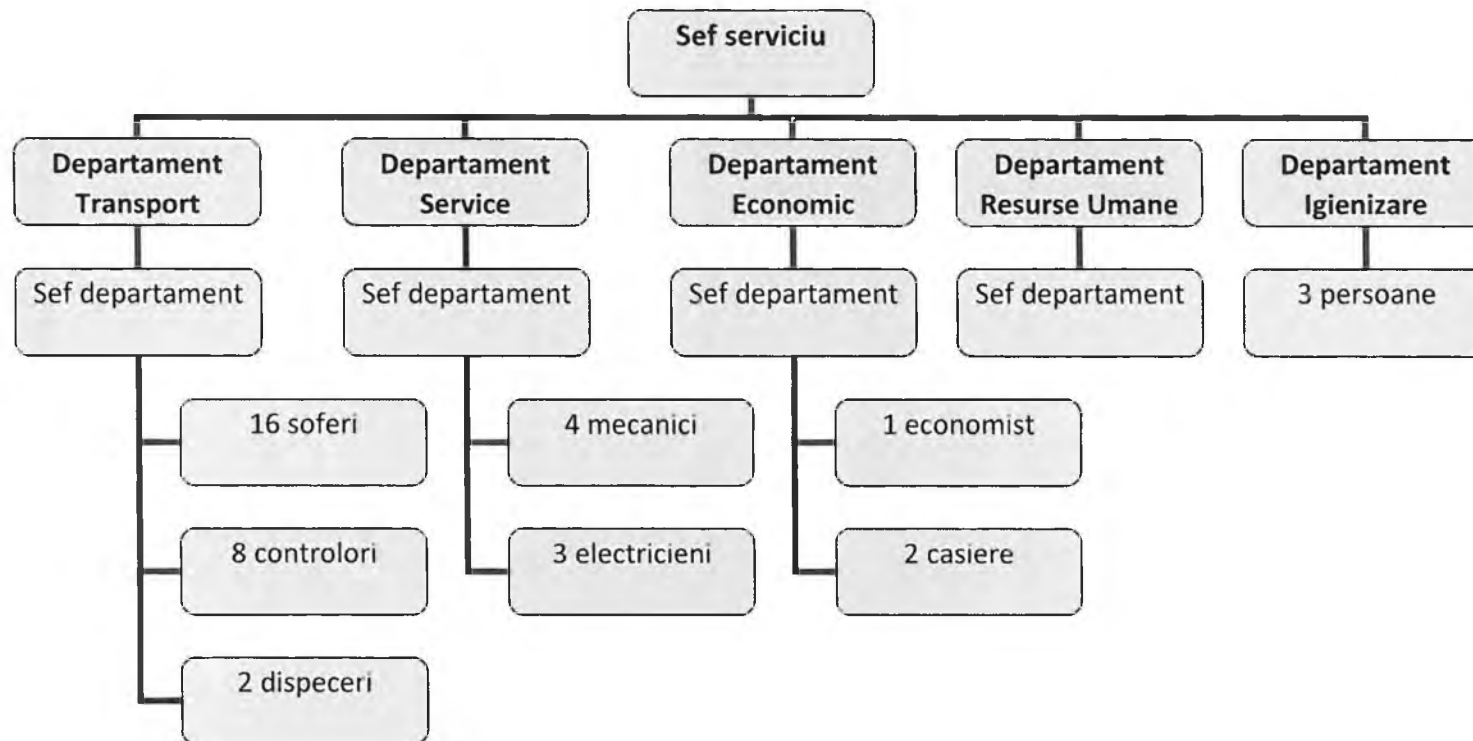 Sef serviciu
Departament
Transport
Departament
Service
Departament
Economic
Departament
Resurse Umane
Departament
Igienizare
Sef departament
Sef departament
Sef departament
Sef departament
3 persoane
16 soferi
4 mecanici
1 economist
8 controlori
3 electricieni
2 casiere
2 dispeceri